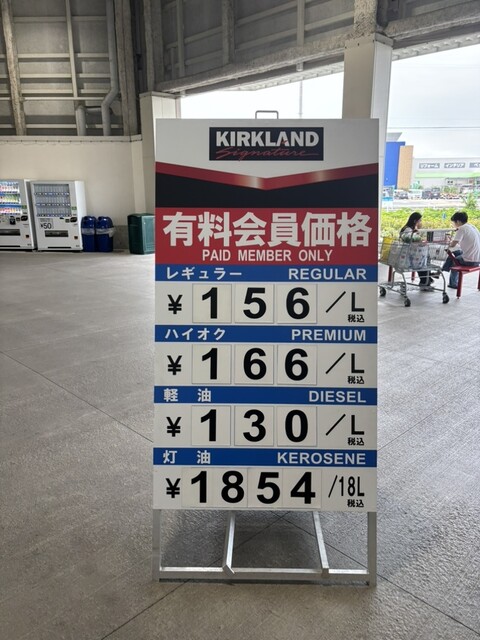 KIRKLAND
Signature
有料会員価格
PAID MEMBER ONLY
レギュラー REGULAR
¥156/L
税込
ハイオク PREMIUM
¥166/L
税込
軽油 DIESEL
¥130/L
税込
灯油 KEROSENE
¥1854/18L
税込
¥50